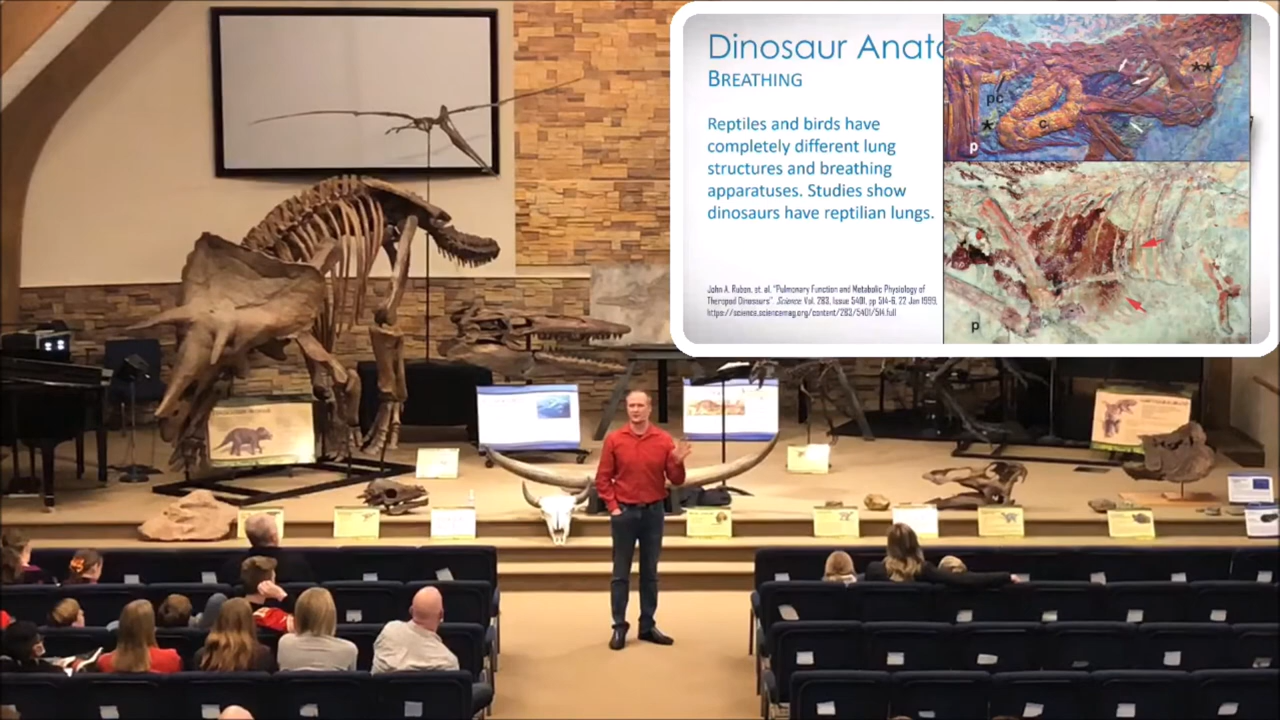 Dinosaur Anato
BREATHING
Reptiles and birds have
completely different lung
structures and breathing
apparatuses. Studies show
dinosaurs have reptilian lungs.
John A. Ruben, et. al. "Pulmonary Function and Metabolic Physiology of
Theropod Dinosaurs". Science Vol. 283, Issue 5401, pp 514-6, 22 Jan 1999,
https://science.sciencemag.org/content/283/5401/514.full
**
pc
*
c
p
p